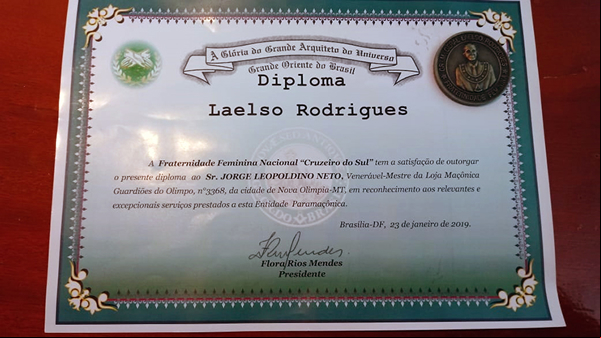 À Glória do Grande Arquiteto do Universo
Grande Oriente do Brasil
Diploma
Laelso Rodrigues
A Fraternidade Feminina Nacional "Cruzeiro do Sul" tem a satisfação de outorgar
o presente diploma ao Sr. JORGE LEOPOLDINO NETO, Venerável-Mestre da Loja Maçônica
Guardiões do Olimpo, nº3368, da cidade de Nova Olimpia-MT, em reconhecimento aos relevantes e
excepcionais serviços prestados a esta Entidade Paramaçônica.
Brasília-DF, 23 de janeiro de 2019.
Flora Rios Mendes
Presidente